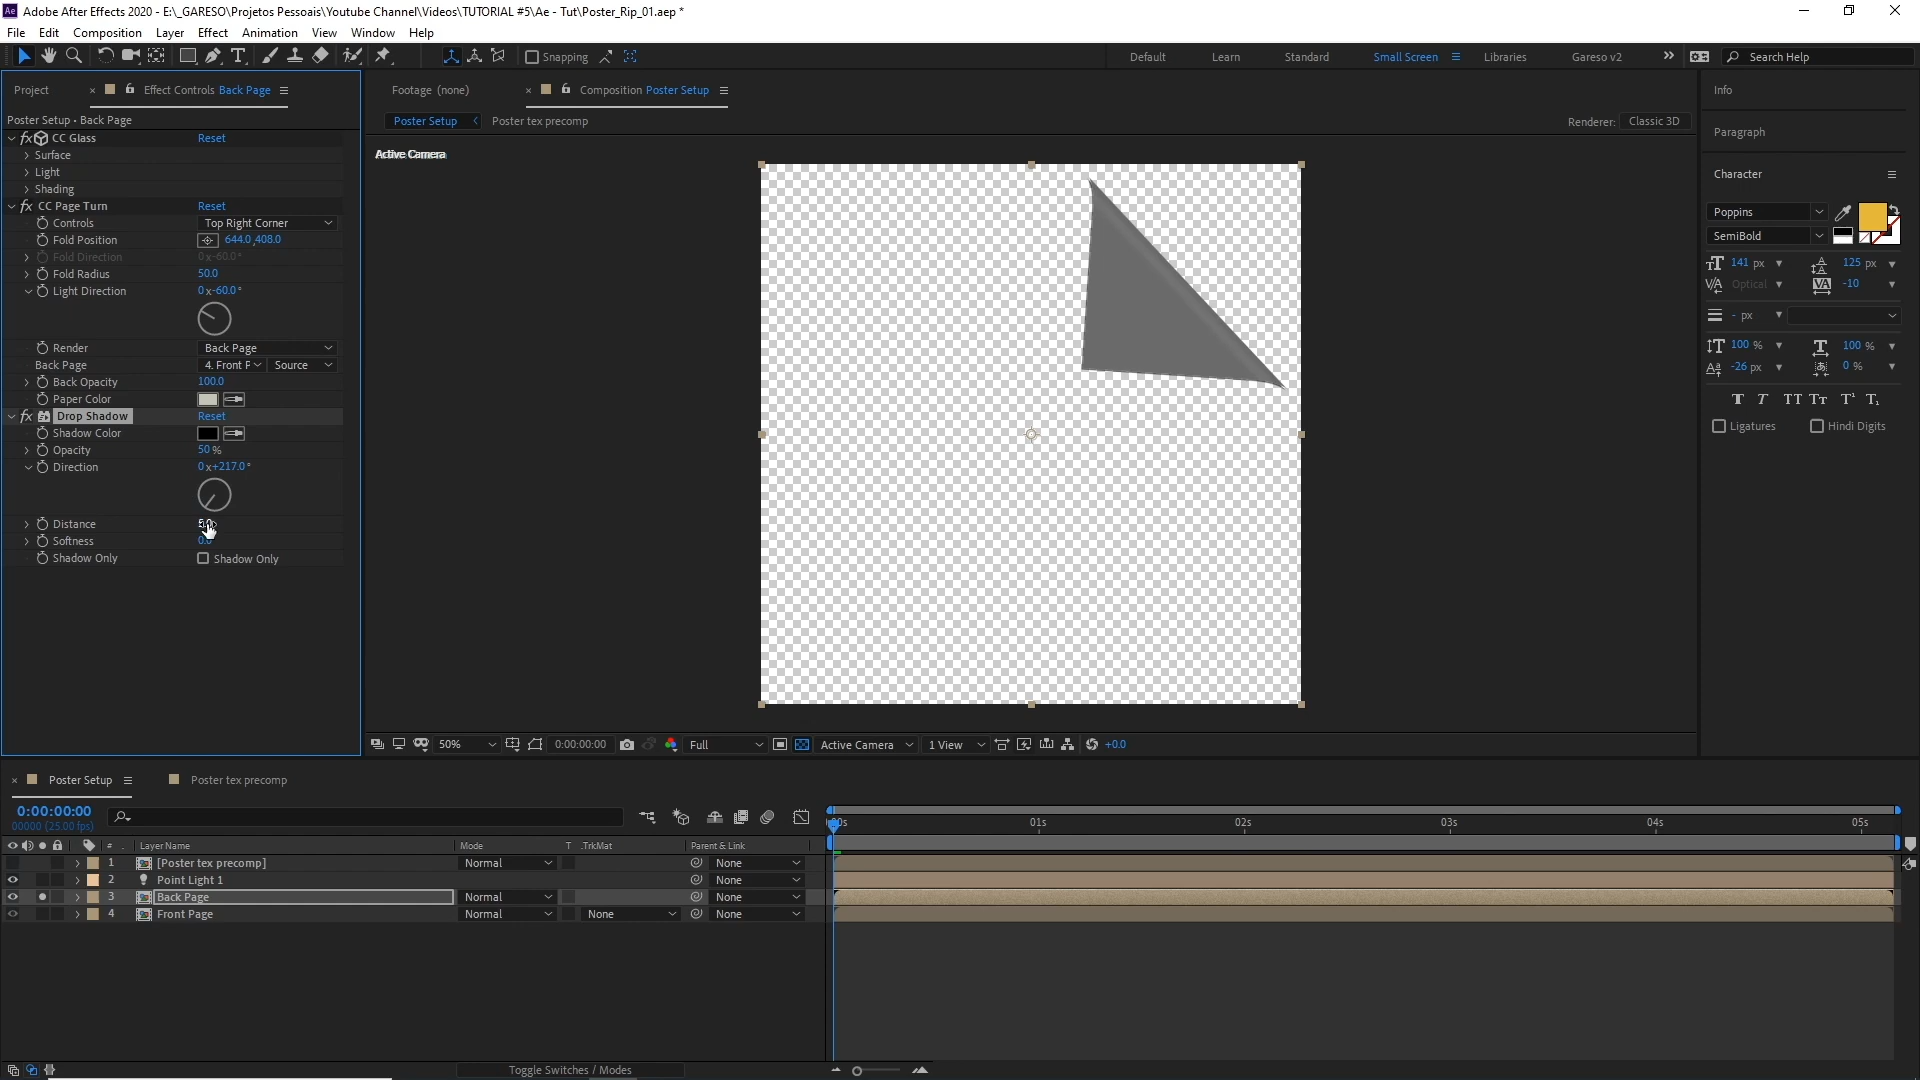 Adobe After Effects 2020 - E:\_GARESO\Projetos Pessoais\Youtube Channel\Videos\TUTORIAL #5\Ae - Tut\Poster_Rip_01.aep *
File Edit Composition Layer Effect Animation View Window Help
Snapping
Default Learn Standard Small Screen Libraries Gareso v2 Search Help
Project Effect Controls Back Page
Footage (none) Composition Poster Setup
Info
Poster Setup • Back Page
Poster Setup Poster tex precomp
Renderer: Classic 3D
Paragraph
Active Camera
fx CC Glass Reset
Surface
Light
Shading
fx CC Page Turn Reset
Controls Top Right Corner
Fold Position 644.0,408.0
Fold Direction 0x-60.0°
Fold Radius 50.0
Light Direction 0x-60.0°
Render Back Page
Back Page 4. Front F Source
Back Opacity 100.0
Paper Color
fx Drop Shadow Reset
Shadow Color
Opacity 50%
Direction 0x+217.0°
Distance
Softness 0.0
Shadow Only Shadow Only
Character
Poppins
SemiBold
141 px 125 px
Optical -10
- px
100 % 100 %
-26 px 0 %
Ligatures Hindi Digits
50% 0:00:00:00 Full Active Camera 1 View +0.0
Poster Setup Poster tex precomp
0:00:00:00
00000 (25.00 fps)
00s 01s 02s 03s 04s 05s
# Layer Name Mode T .TrkMat Parent & Link
1 [Poster tex precomp] Normal None
2 Point Light 1 None
3 Back Page Normal None
4 Front Page Normal None None
Toggle Switches / Modes